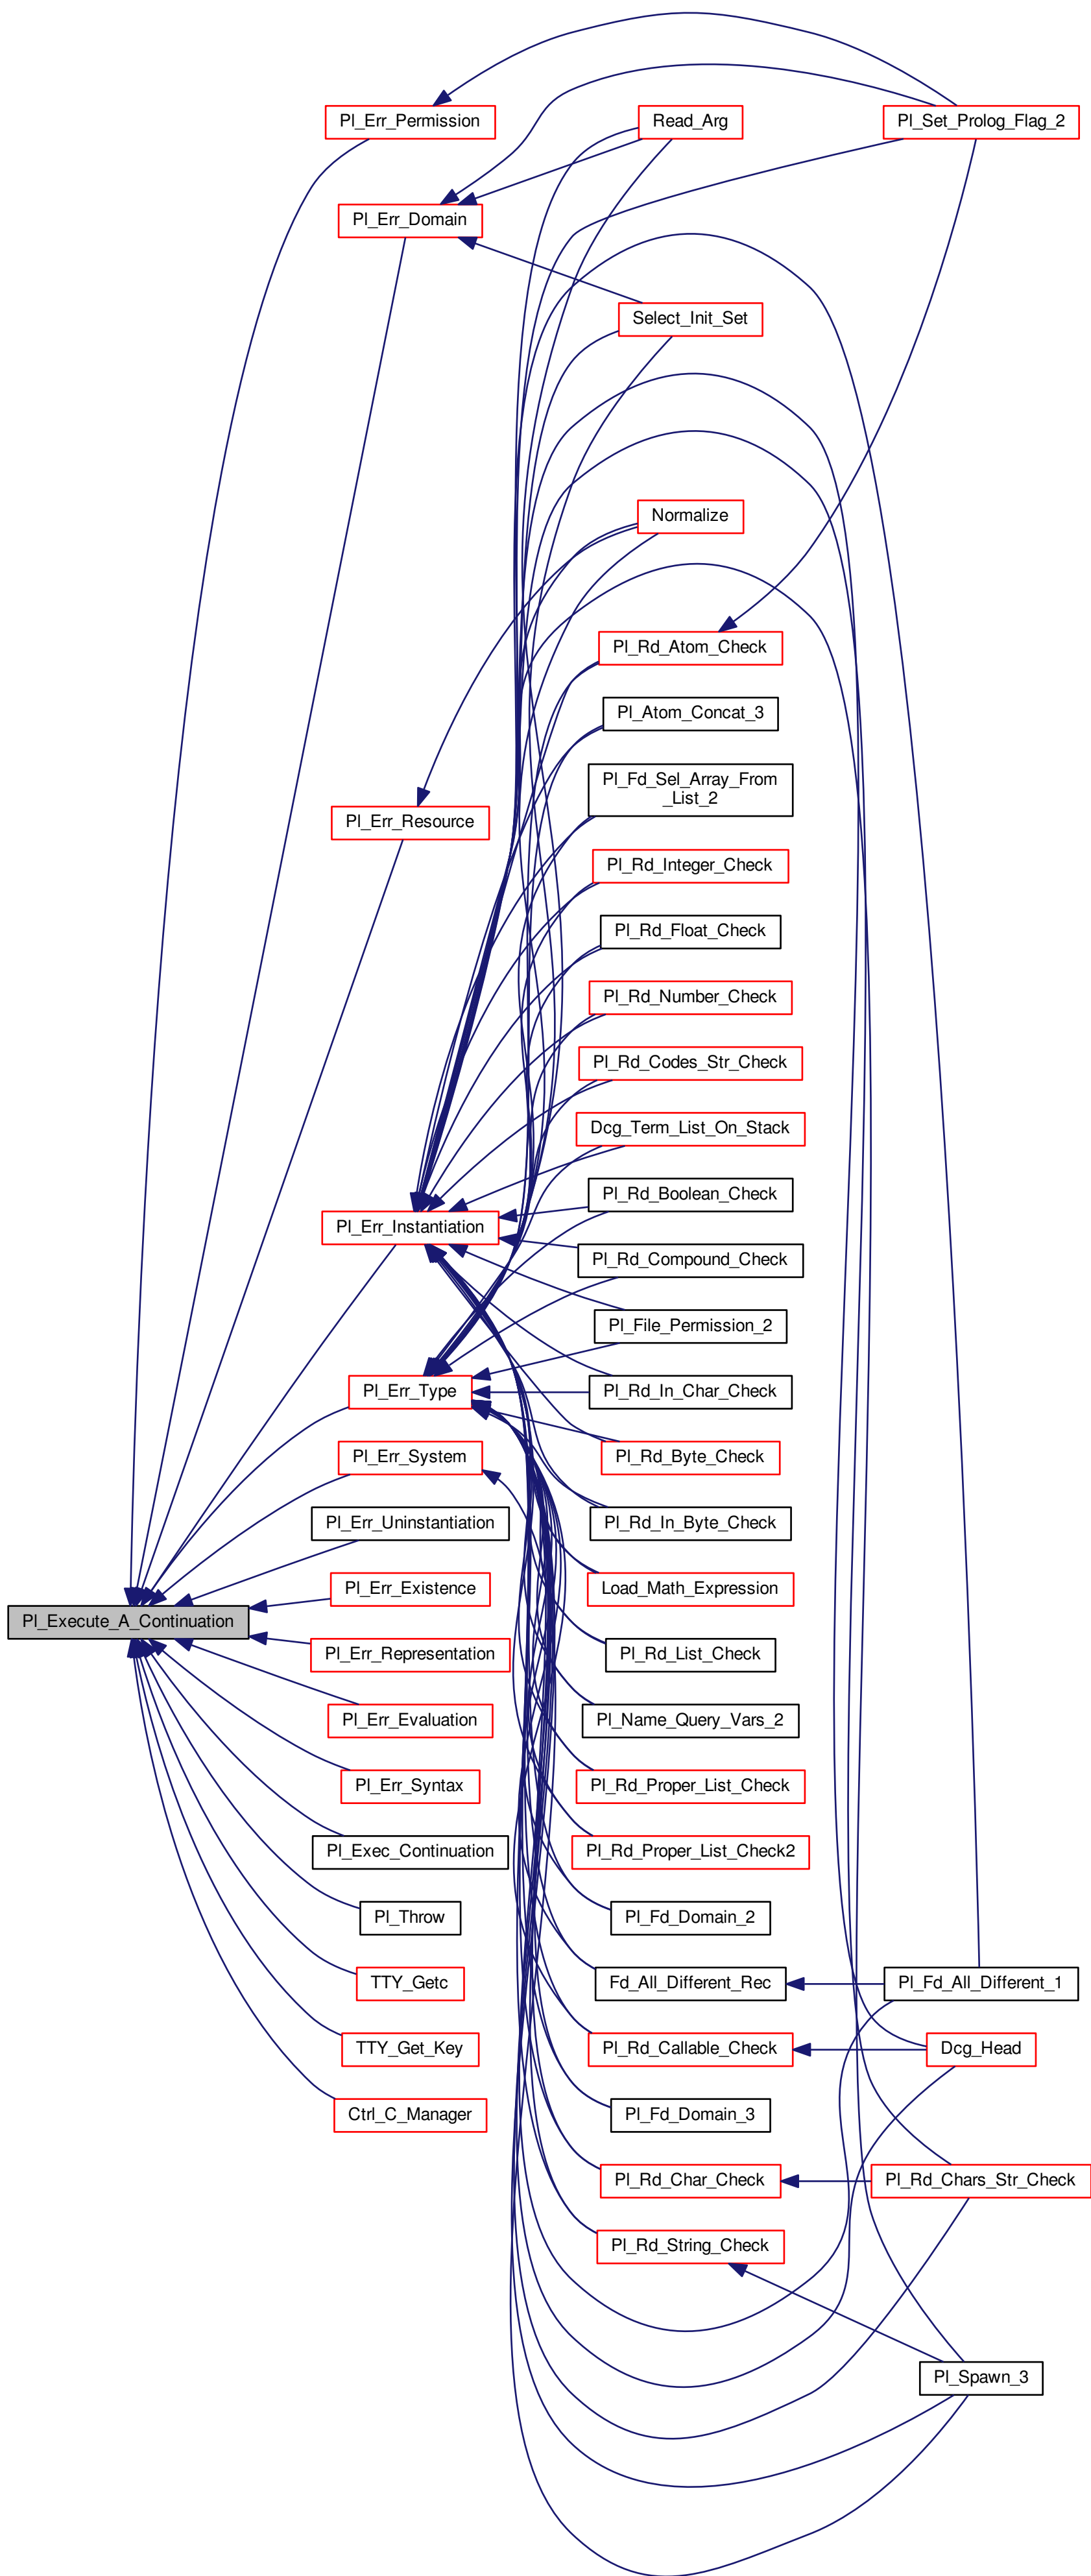 Pl_Err_Permission
Read_Arg
Pl_Set_Prolog_Flag_2
Pl_Err_Domain
Select_Init_Set
Normalize
Pl_Rd_Atom_Check
Pl_Atom_Concat_3
Pl_Fd_Sel_Array_From
_List_2
Pl_Err_Resource
Pl_Rd_Integer_Check
Pl_Rd_Float_Check
Pl_Rd_Number_Check
Pl_Rd_Codes_Str_Check
Dcg_Term_List_On_Stack
Pl_Rd_Boolean_Check
Pl_Err_Instantiation
Pl_Rd_Compound_Check
Pl_File_Permission_2
Pl_Err_Type
Pl_Rd_In_Char_Check
Pl_Err_System
Pl_Rd_Byte_Check
Pl_Err_Uninstantiation
Pl_Rd_In_Byte_Check
Pl_Err_Existence
Load_Math_Expression
Pl_Execute_A_Continuation
Pl_Err_Representation
Pl_Rd_List_Check
Pl_Err_Evaluation
Pl_Name_Query_Vars_2
Pl_Err_Syntax
Pl_Rd_Proper_List_Check
Pl_Exec_Continuation
Pl_Rd_Proper_List_Check2
Pl_Throw
Pl_Fd_Domain_2
TTY_Getc
Fd_All_Different_Rec
Pl_Fd_All_Different_1
TTY_Get_Key
Pl_Rd_Callable_Check
Dcg_Head
Ctrl_C_Manager
Pl_Fd_Domain_3
Pl_Rd_Char_Check
Pl_Rd_Chars_Str_Check
Pl_Rd_String_Check
Pl_Spawn_3